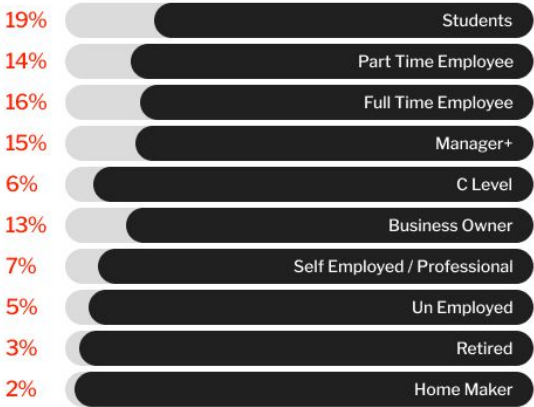 19% Students
14% Part Time Employee
16% Full Time Employee
15% Manager+
6% C Level
13% Business Owner
7% Self Employed / Professional
5% Un Employed
3% Retired
2% Home Maker